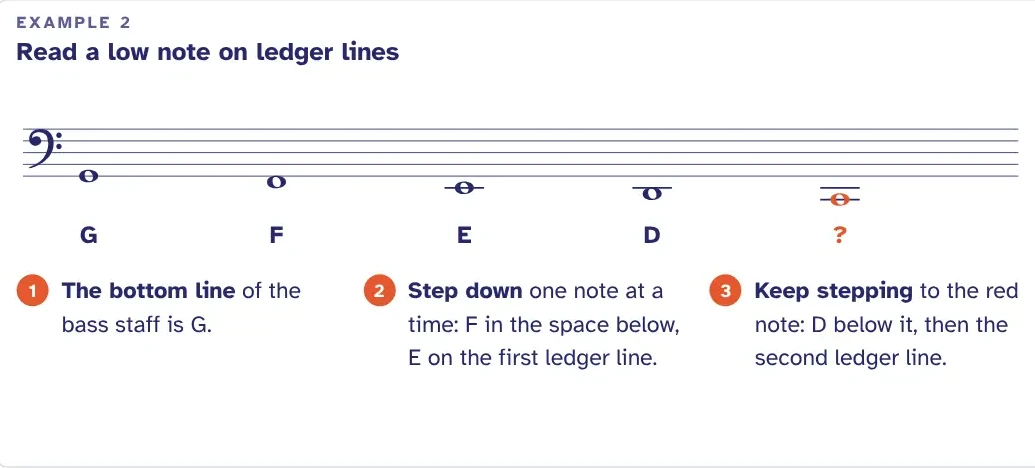 EXAMPLE 2
Read a low note on ledger lines
G F E D ?
1 The bottom line of the
bass staff is G.
2 Step down one note at a
time: F in the space below,
E on the first ledger line.
3 Keep stepping to the red
note: D below it, then the
second ledger line.